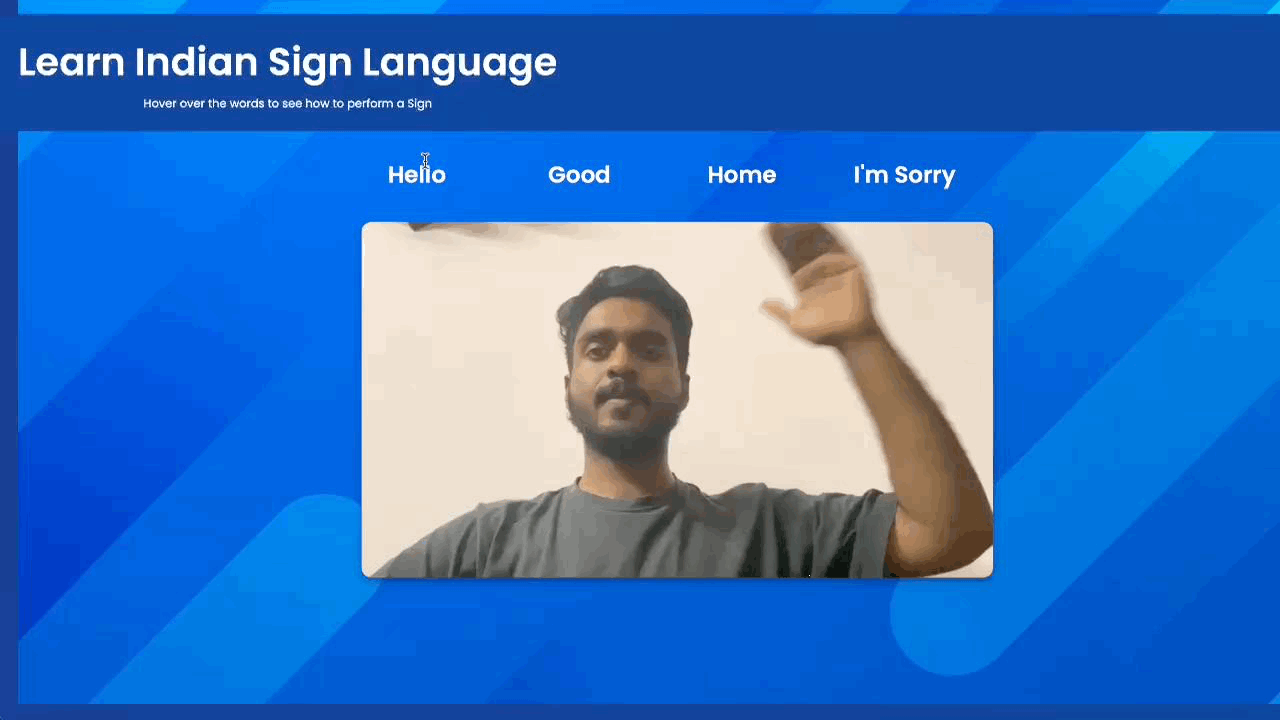 Learn Indian Sign Language
Hover over the words to see how to perform a Sign
Hello Good Home I'm Sorry